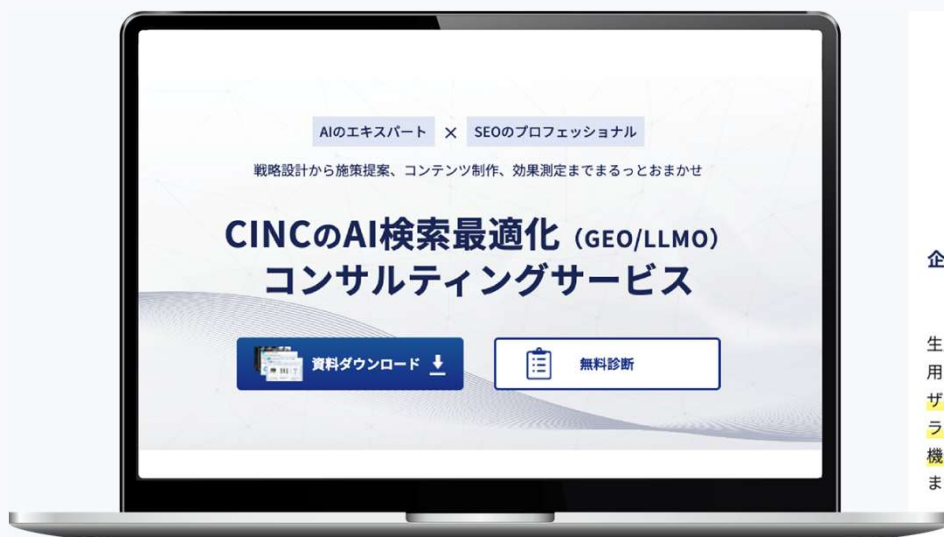 AIのエキスパート × SEOのプロフェッショナル
戦略設計から施策提案、コンテンツ制作、効果測定までまるっとおまかせ
CINCのAI検索最適化（GEO/LLMO）
コンサルティングサービス
資料ダウンロード 無料診断
企
生
用
ザ
ラ
機
ま